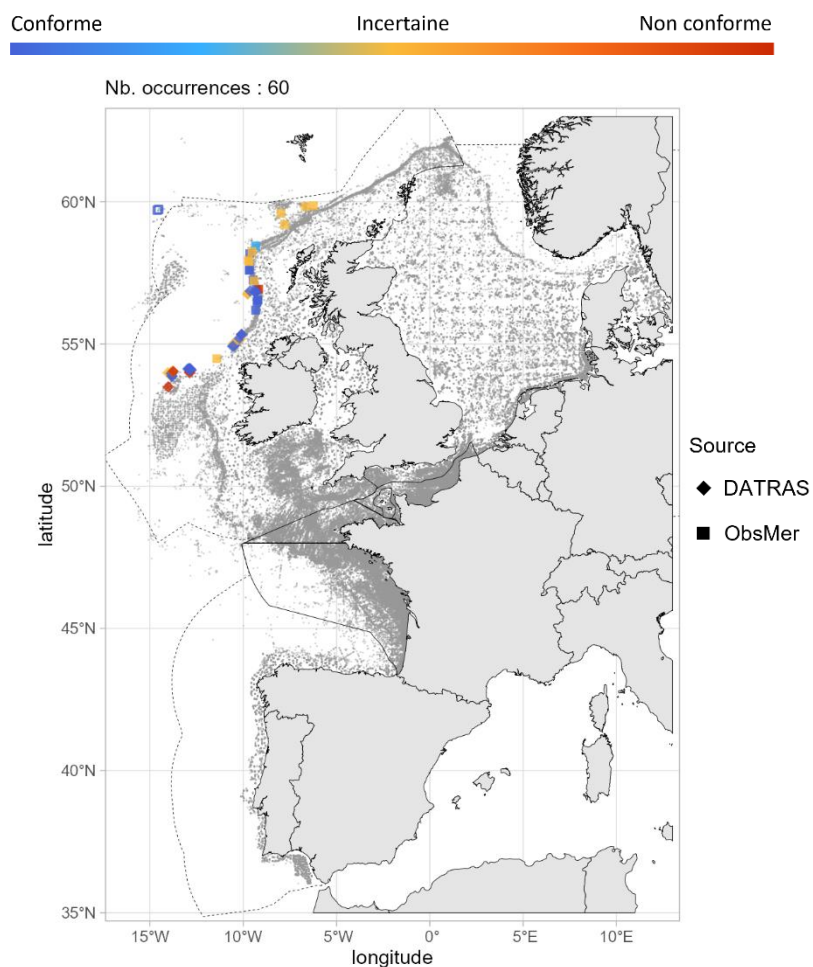 Conforme Incertaine Non conforme
Nb. occurrences : 60
60°N
55°N
50°N
45°N
40°N
35°N
latitude
15°W 10°W 5°W 0° 5°E 10°E
longitude
Source
DATRAS
ObsMer